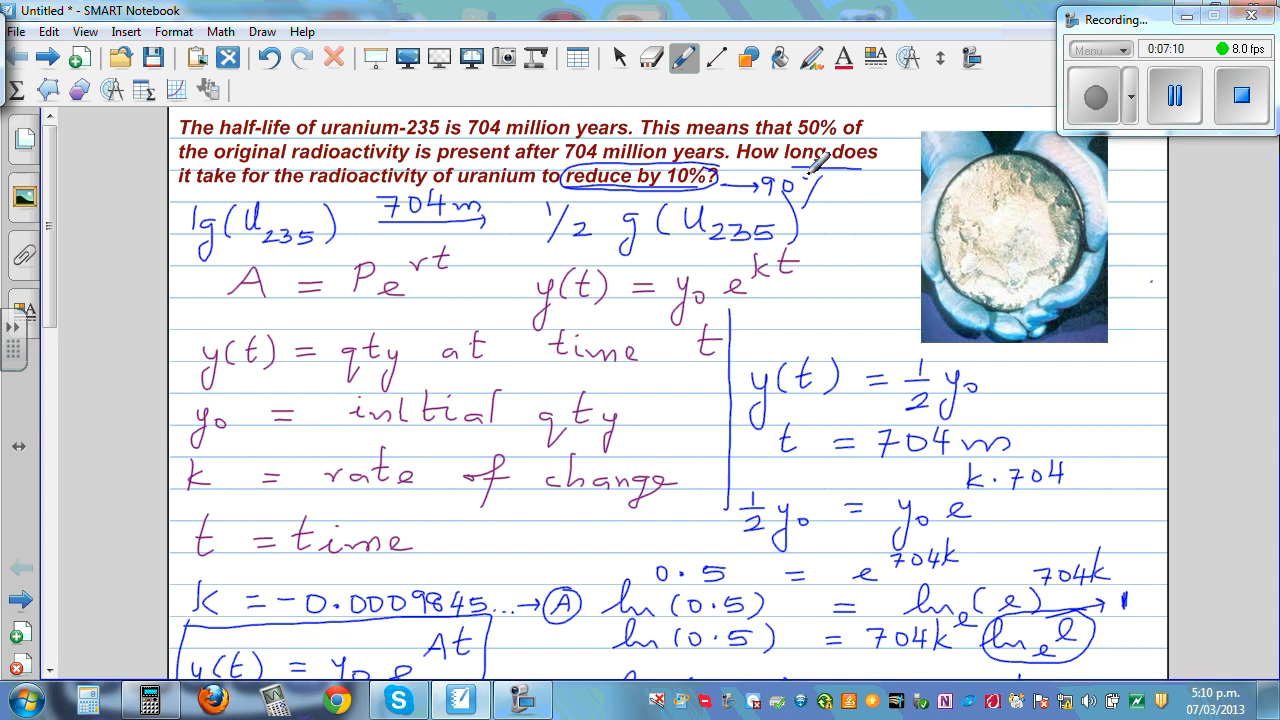 Untitled * - SMART Notebook
File Edit View Insert Format Math Draw Help
Recording...
Menu
0:07:10
8.0 fps
The half-life of uranium-235 is 704 million years. This means that 50% of
the original radioactivity is present after 704 million years. How long does
it take for the radioactivity of uranium to reduce by 10%? → 90%
1g(U₂₃₅) 704m → 1/2 g(U₂₃₅)
A = Pe^rt y(t) = y₀ e^kt
y(t) = qty at time t
y₀ = initial qty
k = rate of change
t = time
k = -0.0009845... → A
y(t) = y₀ e^At
y(t) = 1/2 y₀
t = 704m
1/2 y₀ = y₀ e^k·704
0.5 = e^704k
ln(0.5) = lnₑ(e)^704k → 1
ln(0.5) = 704k lnₑe
5:10 p.m.
07/03/2013